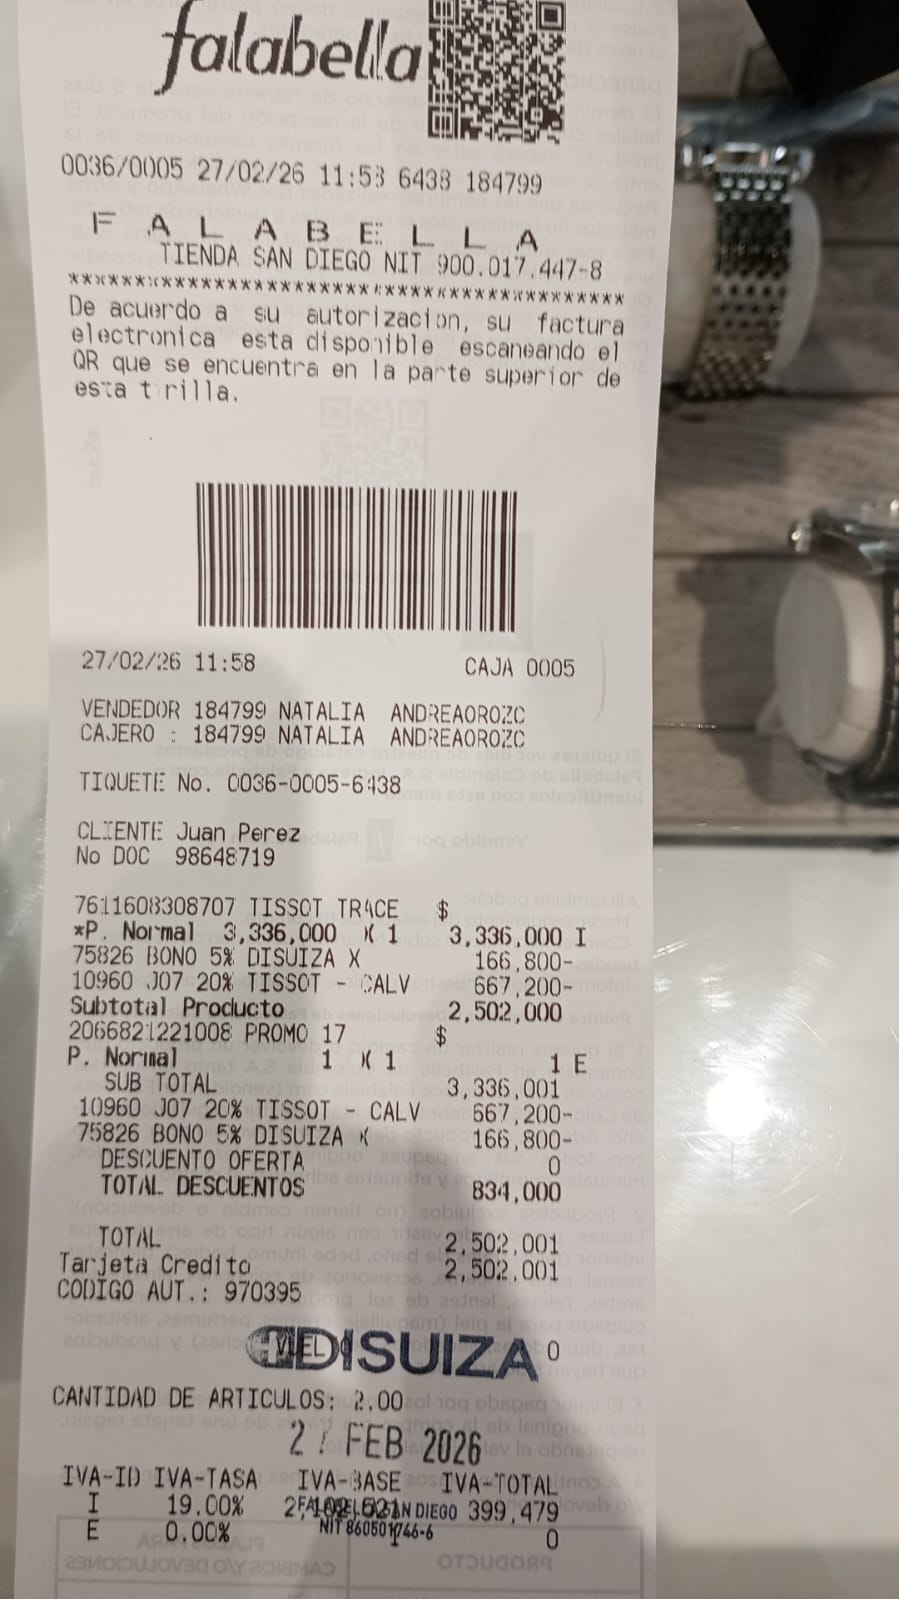 falabella
0036/0005 27/02/26 11:58 6438 184799
F A L A B E L L A
TIENDA SAN DIEGO NIT 900.017.447-8
De acuerdo a su autorizacion, su factura
electronica esta disponible escaneando el
QR que se encuentra en la parte superior de
esta tirilla.
27/02/26 11:58 CAJA 0005
VENDEDOR 184799 NATALIA ANDREAOROZC
CAJERO : 184799 NATALIA ANDREAOROZC
TIQUETE No. 0036-0005-6438
CLIENTE Juan Perez
No DOC 98648719
7611608308707 TISSOT TRACE $
*P. Normal 3,336,000 X 1 3,336,000 I
75826 BONO 5% DISUIZA X 166,800-
10960 J07 20% TISSOT - CALV 667,200-
Subtotal Producto 2,502,000
2066821221008 PROMO 17 $
P. Normal 1 X 1 1 E
SUB TOTAL 3,336,001
10960 J07 20% TISSOT - CALV 667,200-
75826 BONO 5% DISUIZA X 166,800-
DESCUENTO OFERTA 0
TOTAL DESCUENTOS 834,000
TOTAL 2,502,001
Tarjeta Credito 2,502,001
CODIGO AUT.: 970395
DISUIZA 0
CANTIDAD DE ARTICULOS: 2.00
27 FEB 2026
IVA-ID IVA-TASA IVA-BASE IVA-TOTAL
I 19.00% 399,479
SAN DIEGO
E 0.00% 0